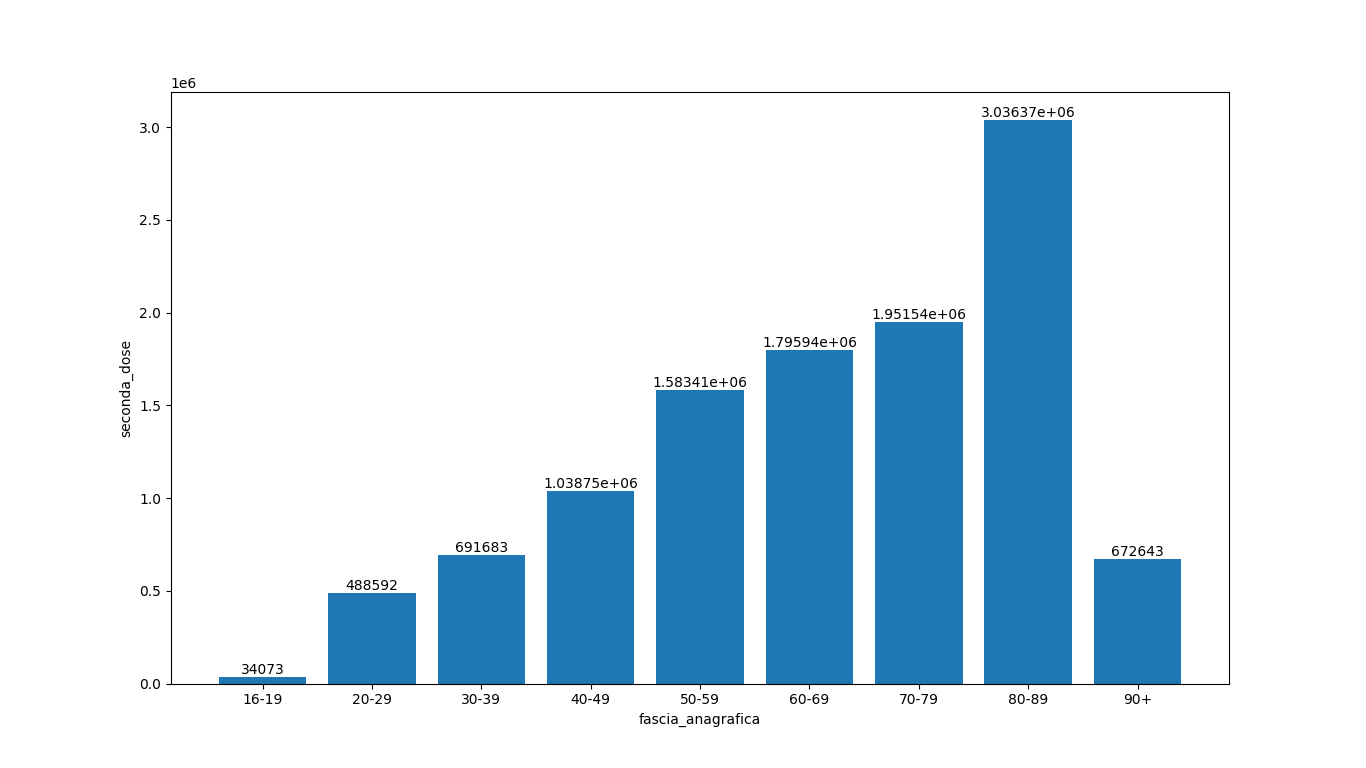 1e6
3.0
2.5
2.0
1.5
1.0
0.5
0.0
seconda_dose
34073
488592
691683
1.03875e+06
1.58341e+06
1.79594e+06
1.95154e+06
3.03637e+06
672643
16-19 20-29 30-39 40-49 50-59 60-69 70-79 80-89 90+
fascia_anagrafica